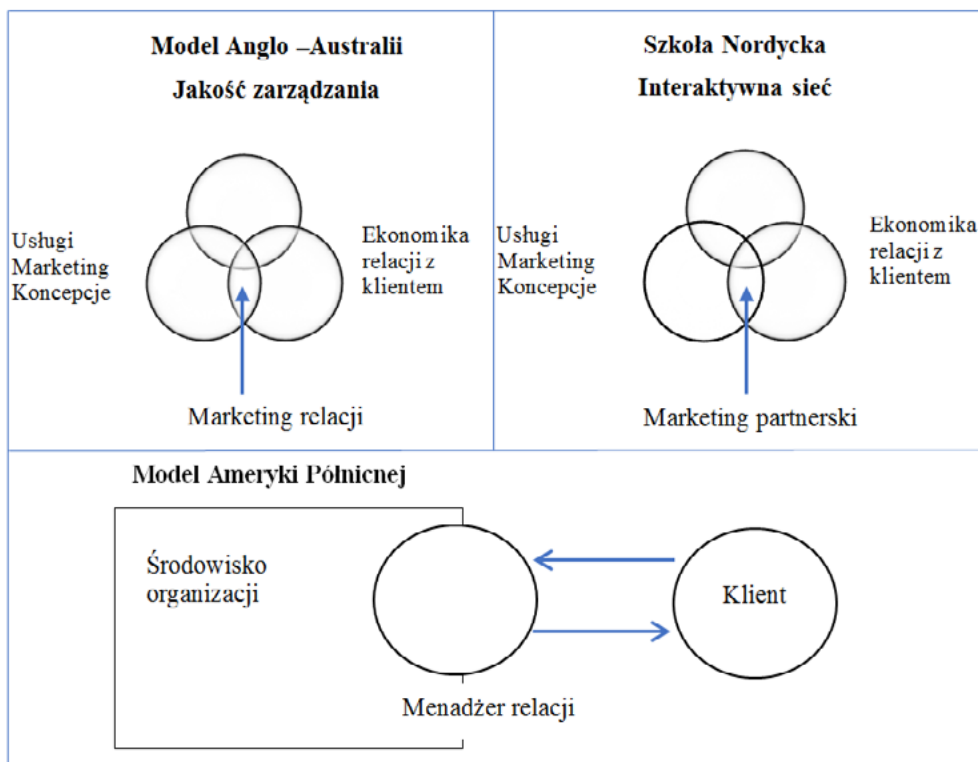 Model Anglo –Australii
Jakość zarządzania
Usługi
Marketing
Koncepcje
Ekonomika
relacji z
klientem
Marketing relacji
Szkoła Nordycka
Interaktywna sieć
Usługi
Marketing
Koncepcje
Ekonomika
relacji z
klientem
Marketing partnerski
Model Ameryki Północnej
Środowisko
organizacji
Klient
Menadżer relacji